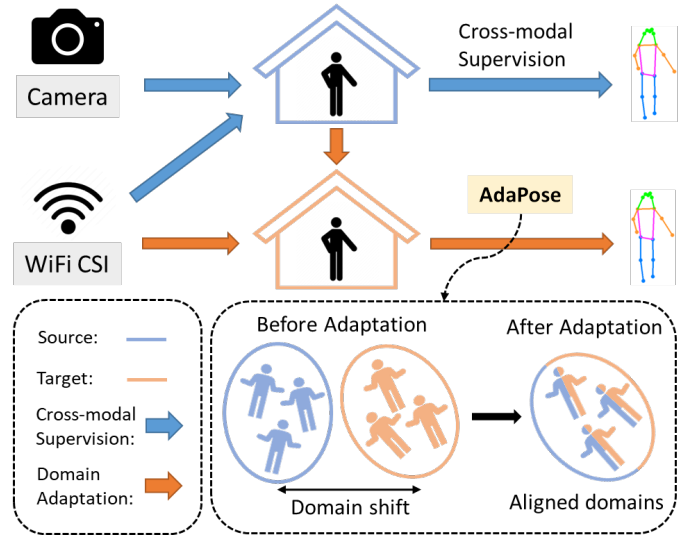 Camera
Cross-modal
Supervision
WiFi CSI
AdaPose
Source:
Target:
Cross-modal
Supervision:
Domain
Adaptation:
Before Adaptation
After Adaptation
Domain shift
Aligned domains